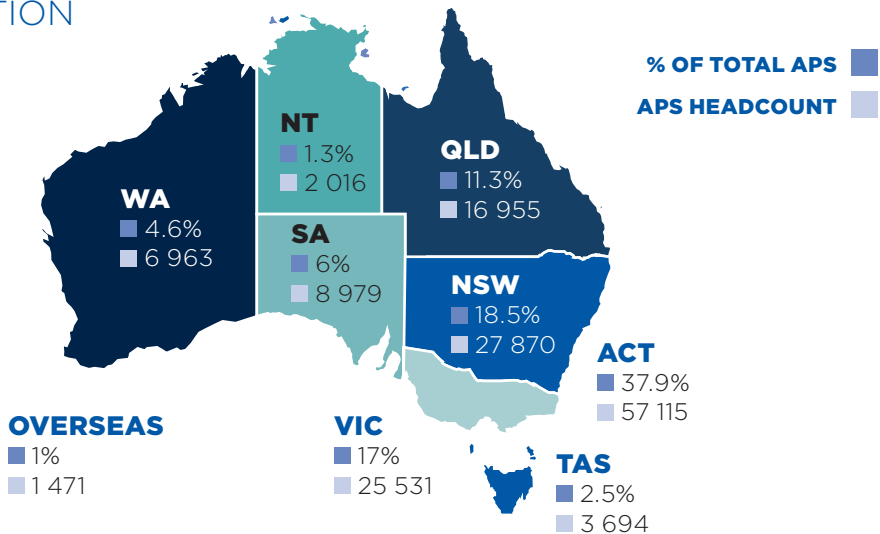 % OF TOTAL APS
APS HEADCOUNT
NT
1.3%
2 016
QLD
11.3%
16 955
WA
4.6%
6 963
SA
6%
8 979
NSW
18.5%
27 870
ACT
37.9%
57 115
OVERSEAS
1%
1 471
VIC
17%
25 531
TAS
2.5%
3 694